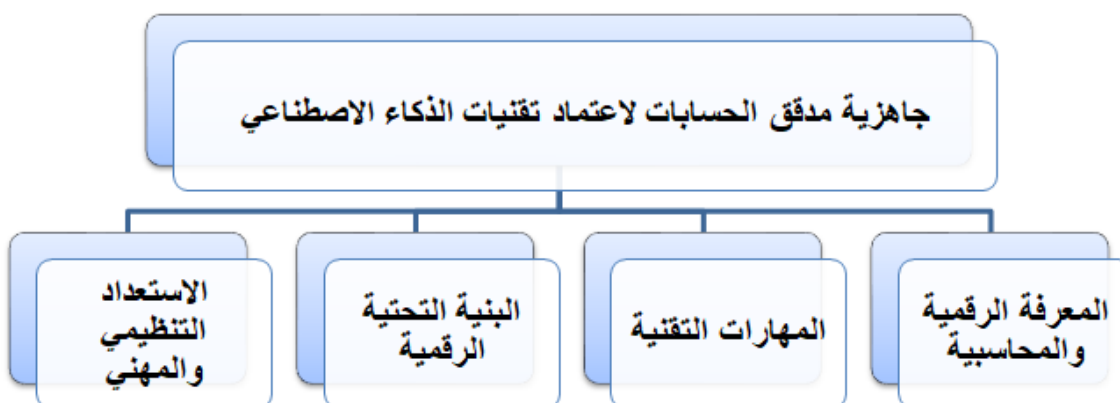 جاهزية مدقق الحسابات لاعتماد تقنيات الذكاء الاصطناعي
المعرفة الرقمية
والمحاسبية
المهارات التقنية
البنية التحتية
الرقمية
الاستعداد
التنظيمي
والمهني